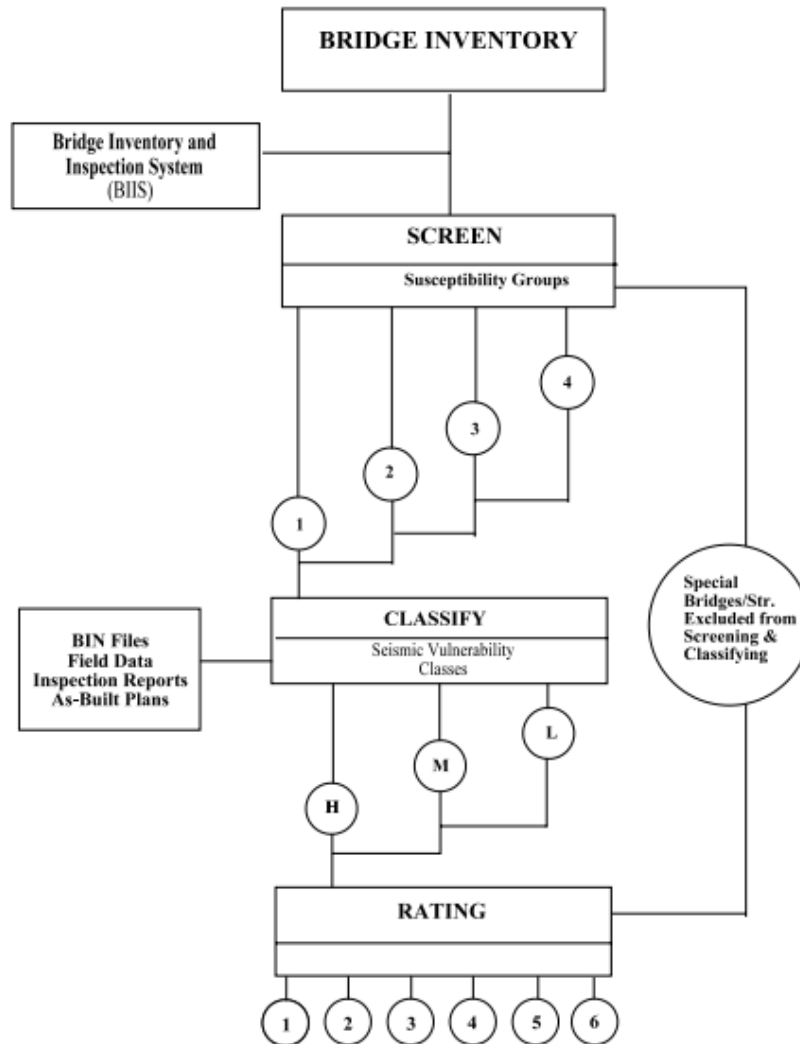 BRIDGE INVENTORY
Bridge Inventory and
Inspection System
(BIIS)
SCREEN
Susceptibility Groups
4
3
2
1
Special
Bridges/Str.
Excluded from
Screening &
Classifying
CLASSIFY
Seismic Vulnerability
Classes
BIN Files
Field Data
Inspection Reports
As-Built Plans
L
M
H
RATING
1 2 3 4 5 6